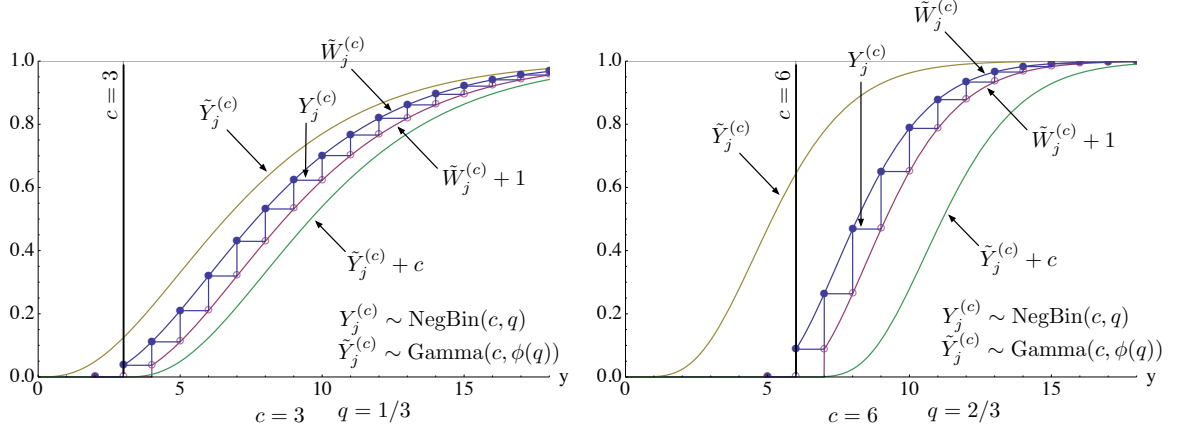 W̃_j^{(c)}
1.0
c = 3
Ỹ_j^{(c)}
Y_j^{(c)}
0.8
W̃_j^{(c)} + 1
0.6
0.4
Ỹ_j^{(c)} + c
Y_j^{(c)} ∼ NegBin(c, q)
0.2
Ỹ_j^{(c)} ∼ Gamma(c, ϕ(q))
0.0
0 5 10 15 y
c = 3 q = 1/3
W̃_j^{(c)}
Y_j^{(c)}
1.0
c = 6
0.8
Ỹ_j^{(c)}
W̃_j^{(c)} + 1
0.6
0.4
Ỹ_j^{(c)} + c
Y_j^{(c)} ∼ NegBin(c, q)
0.2
Ỹ_j^{(c)} ∼ Gamma(c, ϕ(q))
0.0
0 5 10 15 y
c = 6 q = 2/3